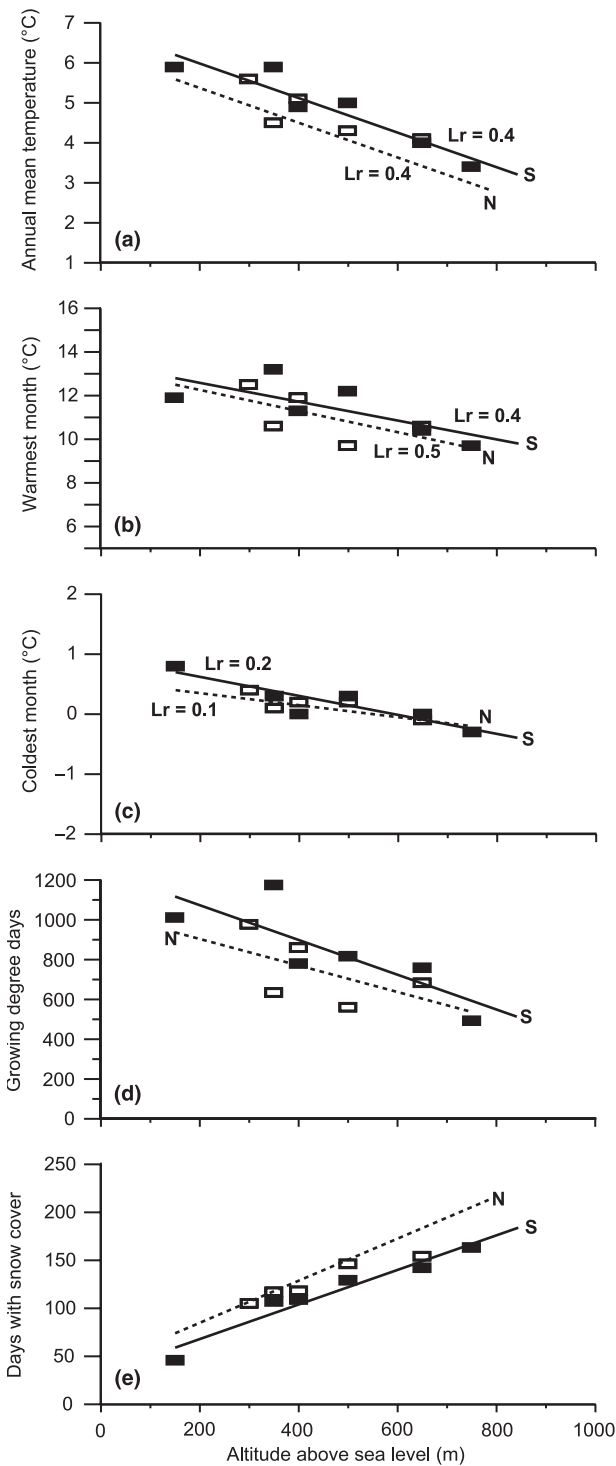 Annual mean temperature (°C)
7
6
5
4
3
2
1
Lr = 0.4
Lr = 0.4
S
N
(a)
Warmest month (°C)
16
14
12
10
8
6
Lr = 0.4
Lr = 0.5
S
N
(b)
Coldest month (°C)
2
1
0
–1
–2
Lr = 0.2
Lr = 0.1
N
S
(c)
Growing degree days
1200
1000
800
600
400
200
0
N
S
(d)
Days with snow cover
250
200
150
100
50
0
N
S
(e)
0 200 400 600 800 1000
Altitude above sea level (m)